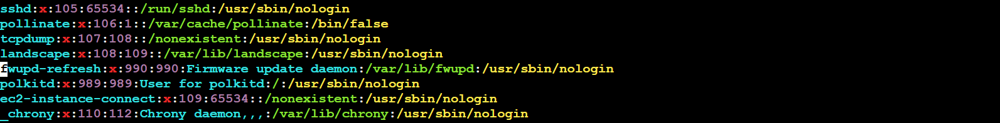 sshd:x:105:65534::/run/sshd:/usr/sbin/nologin
pollinate:x:106:1::/var/cache/pollinate:/bin/false
tcpdump:x:107:108::/nonexistent:/usr/sbin/nologin
landscape:x:108:109::/var/lib/landscape:/usr/sbin/nologin
fwupd-refresh:x:990:990:Firmware update daemon:/var/lib/fwupd:/usr/sbin/nologin
polkitd:x:989:989:User for polkitd:/:/usr/sbin/nologin
ec2-instance-connect:x:109:65534::/nonexistent:/usr/sbin/nologin
_chrony:x:110:112:Chrony daemon,,,:/var/lib/chrony:/usr/sbin/nologin